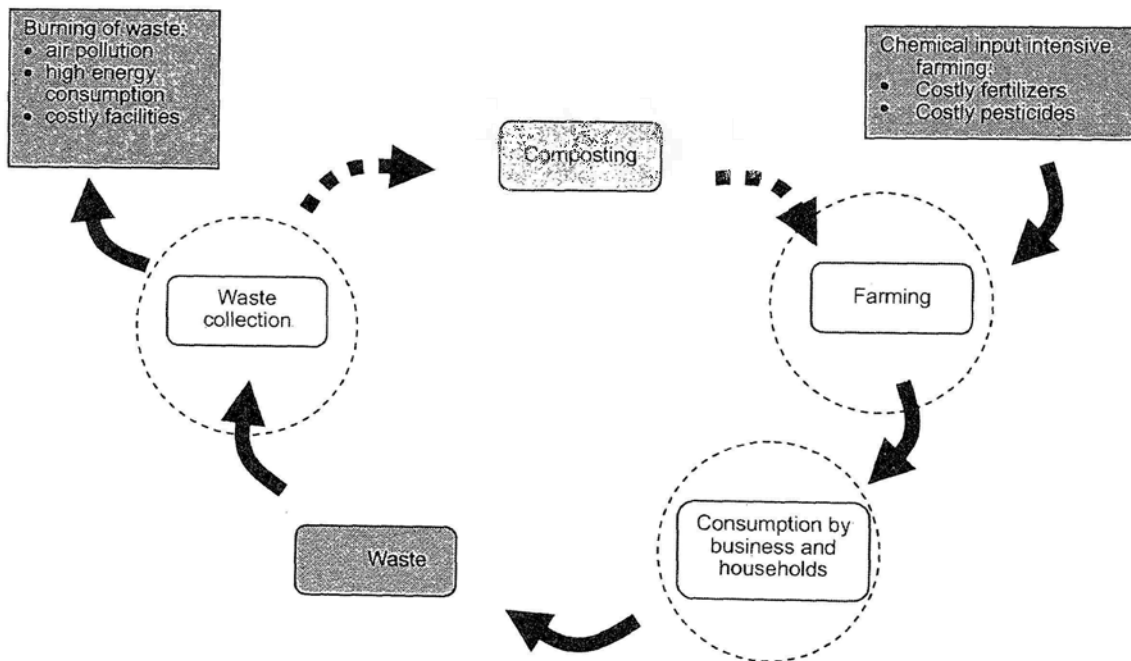 Burning of waste:
• air pollution
• high energy
consumption
• costly facilities
Chemical input intensive
farming:
• Costly fertilizers
• Costly pesticides
Composting
Waste
collection
Farming
Consumption by
business and
households
Waste